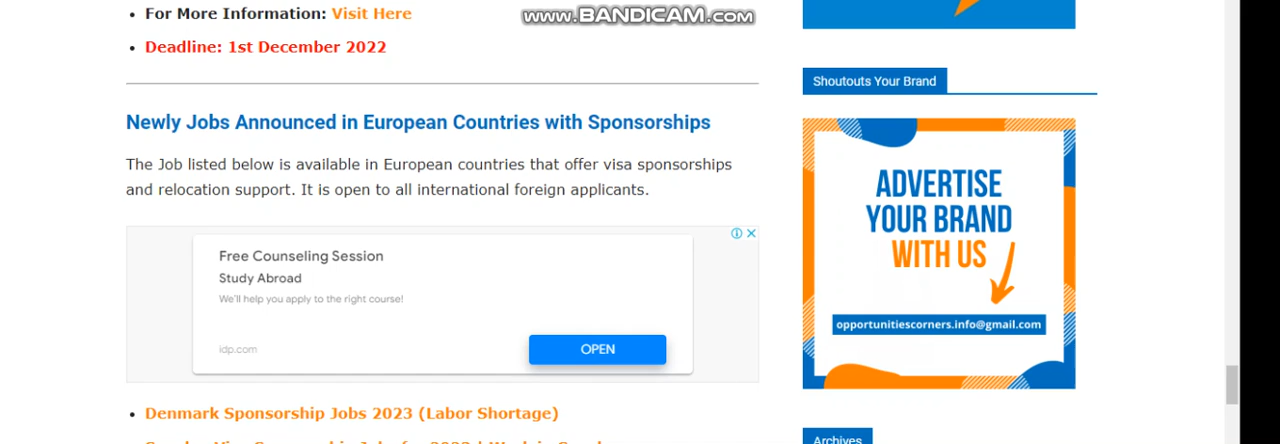 www.BANDICAM.com
For More Information: Visit Here
Deadline: 1st December 2022
Newly Jobs Announced in European Countries with Sponsorships
The Job listed below is available in European countries that offer visa sponsorships
and relocation support. It is open to all international foreign applicants.
Free Counseling Session
Study Abroad
We'll help you apply to the right course!
idp.com
OPEN
Denmark Sponsorship Jobs 2023 (Labor Shortage)
Shoutouts Your Brand
ADVERTISE
YOUR BRAND
WITH US
opportunitiescorners.info@gmail.com
Archives